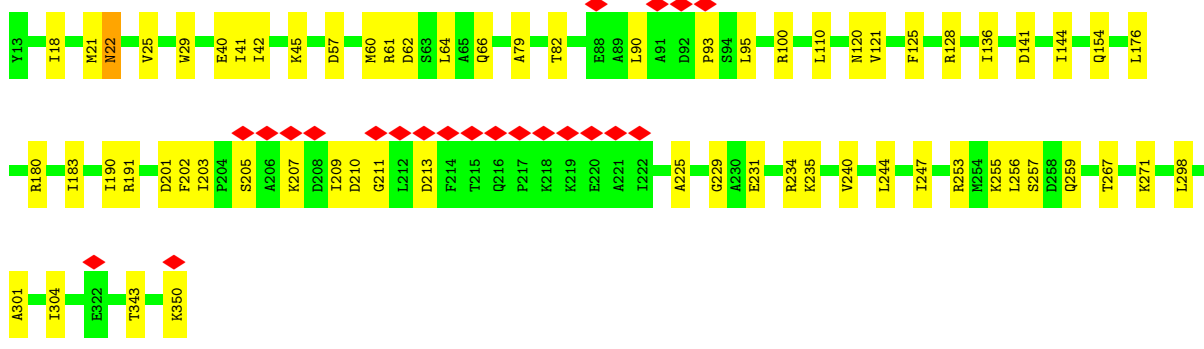 Y13 I18 M21 N22 V25 W29 E40 I41 I42 K45 D57 M60 R61 D62 S63 L64 A65 Q66 A79 T82 E88 A89 L90 A91 D92 P93 S94 L95 R100 L110 N120 V121 F125 R128 I136 D141 I144 Q154 L176
R180 I183 I190 R191 D201 F202 I203 P204 S205 A206 K207 D208 I209 D210 G211 L212 D213 F214 T215 Q216 P217 K218 K219 E220 A221 I222 A225 G229 A230 E231 R234 K235 V240 L244 I247 R253 M254 K255 L256 S257 D258 Q259 T267 K271 L298
A301 I304 E322 T343 K350